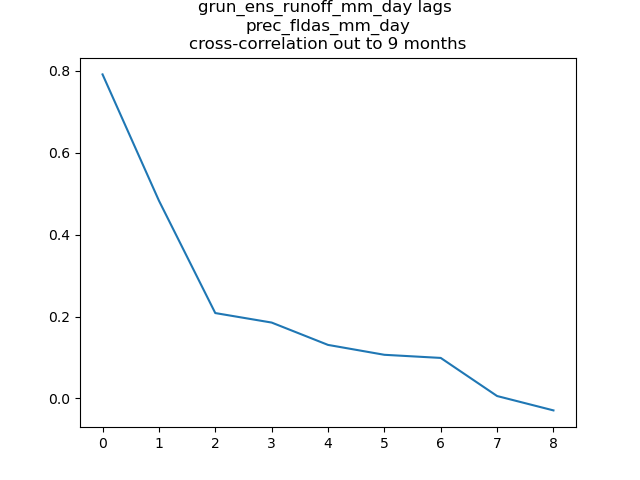 grun_ens_runoff_mm_day lags
prec_fldas_mm_day
cross-correlation out to 9 months
0.8
0.6
0.4
0.2
0.0
0 1 2 3 4 5 6 7 8